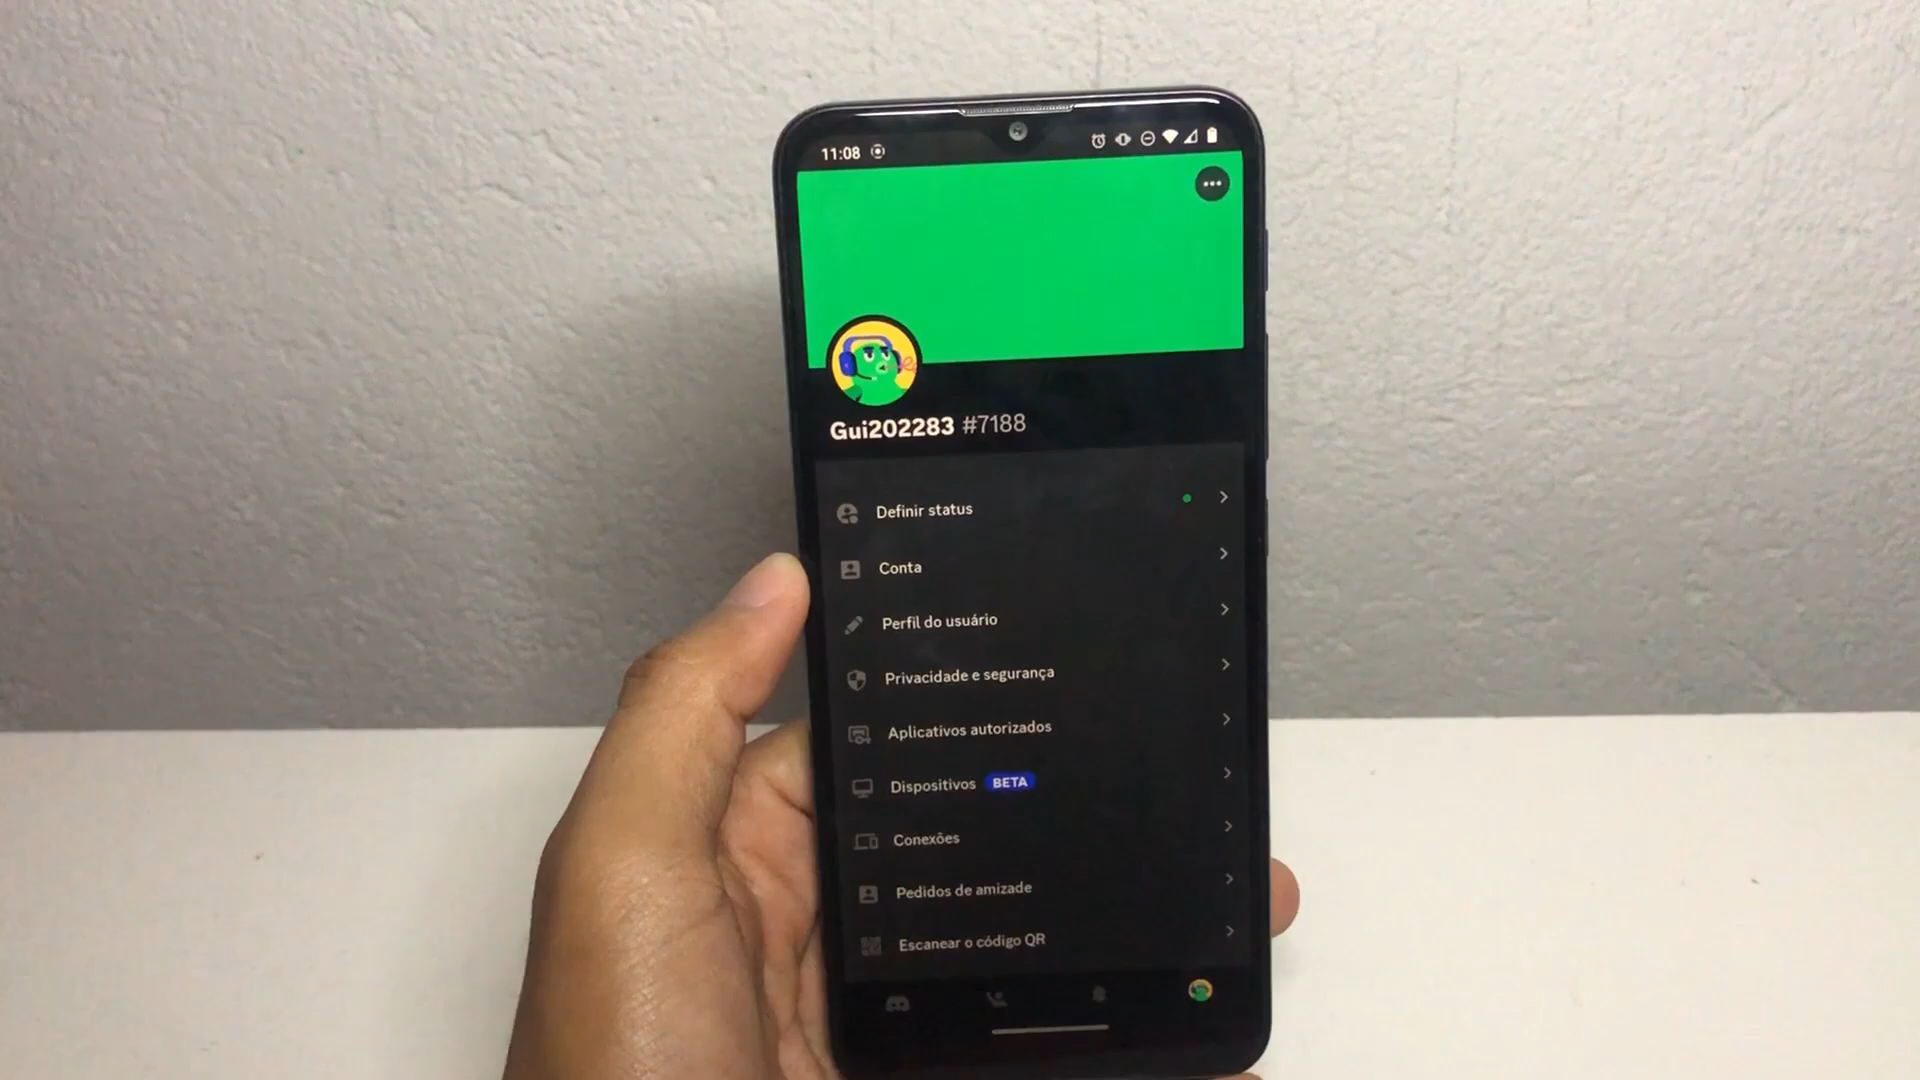 11:08
Gui202283 #7188
Definir status
Conta
Perfil do usuário
Privacidade e segurança
Aplicativos autorizados
Dispositivos BETA
Conexões
Pedidos de amizade
Escanear o código QR